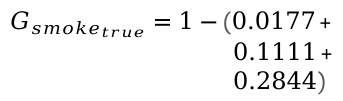 G_{smoke_{true}} = 1 − (0.0177 +
0.1111 +
0.2844)